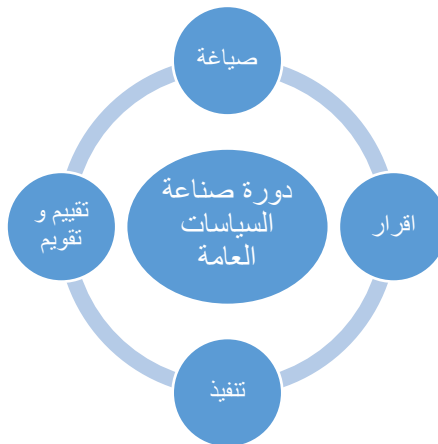 صياغة
دورة صناعة
السياسات
العامة
اقرار
تنفيذ
تقييم و
تقويم